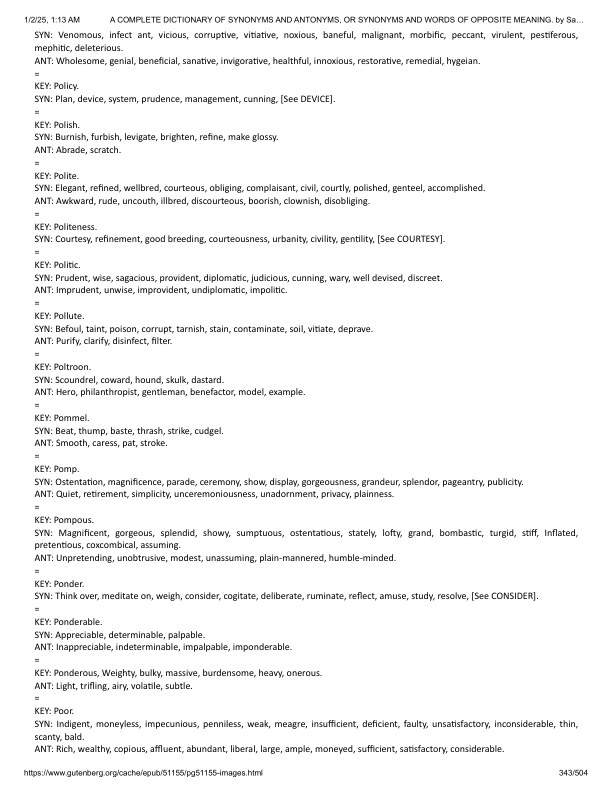 1/2/25, 1:13 AM A COMPLETE DICTIONARY OF SYNONYMS AND ANTONYMS, OR SYNONYMS AND WORDS OF OPPOSITE MEANING. by Sa…
SYN: Venomous, infect ant, vicious, corruptive, vitiative, noxious, baneful, malignant, morbific, peccant, virulent, pestiferous,
mephitic, deleterious.
ANT: Wholesome, genial, beneficial, sanative, invigorative, healthful, innoxious, restorative, remedial, hygeian.
=
KEY: Policy.
SYN: Plan, device, system, prudence, management, cunning, [See DEVICE].
=
KEY: Polish.
SYN: Burnish, furbish, levigate, brighten, refine, make glossy.
ANT: Abrade, scratch.
=
KEY: Polite.
SYN: Elegant, refined, wellbred, courteous, obliging, complaisant, civil, courtly, polished, genteel, accomplished.
ANT: Awkward, rude, uncouth, illbred, discourteous, boorish, clownish, disobliging.
=
KEY: Politeness.
SYN: Courtesy, refinement, good breeding, courteousness, urbanity, civility, gentility, [See COURTESY].
=
KEY: Politic.
SYN: Prudent, wise, sagacious, provident, diplomatic, judicious, cunning, wary, well devised, discreet.
ANT: Imprudent, unwise, improvident, undiplomatic, impolitic.
=
KEY: Pollute.
SYN: Befoul, taint, poison, corrupt, tarnish, stain, contaminate, soil, vitiate, deprave.
ANT: Purify, clarify, disinfect, filter.
=
KEY: Poltroon.
SYN: Scoundrel, coward, hound, skulk, dastard.
ANT: Hero, philanthropist, gentleman, benefactor, model, example.
=
KEY: Pommel.
SYN: Beat, thump, baste, thrash, strike, cudgel.
ANT: Smooth, caress, pat, stroke.
=
KEY: Pomp.
SYN: Ostentation, magnificence, parade, ceremony, show, display, gorgeousness, grandeur, splendor, pageantry, publicity.
ANT: Quiet, retirement, simplicity, unceremoniousness, unadornment, privacy, plainness.
=
KEY: Pompous.
SYN: Magnificent, gorgeous, splendid, showy, sumptuous, ostentatious, stately, lofty, grand, bombastic, turgid, stiff, Inflated,
pretentious, coxcombical, assuming.
ANT: Unpretending, unobtrusive, modest, unassuming, plain-mannered, humble-minded.
=
KEY: Ponder.
SYN: Think over, meditate on, weigh, consider, cogitate, deliberate, ruminate, reflect, amuse, study, resolve, [See CONSIDER].
=
KEY: Ponderable.
SYN: Appreciable, determinable, palpable.
ANT: Inappreciable, indeterminable, impalpable, imponderable.
=
KEY: Ponderous, Weighty, bulky, massive, burdensome, heavy, onerous.
ANT: Light, trifling, airy, volatile, subtle.
=
KEY: Poor.
SYN: Indigent, moneyless, impecunious, penniless, weak, meagre, insufficient, deficient, faulty, unsatisfactory, inconsiderable, thin,
scanty, bald.
ANT: Rich, wealthy, copious, affluent, abundant, liberal, large, ample, moneyed, sufficient, satisfactory, considerable.
https://www.gutenberg.org/cache/epub/51155/pg51155-images.html 343/504